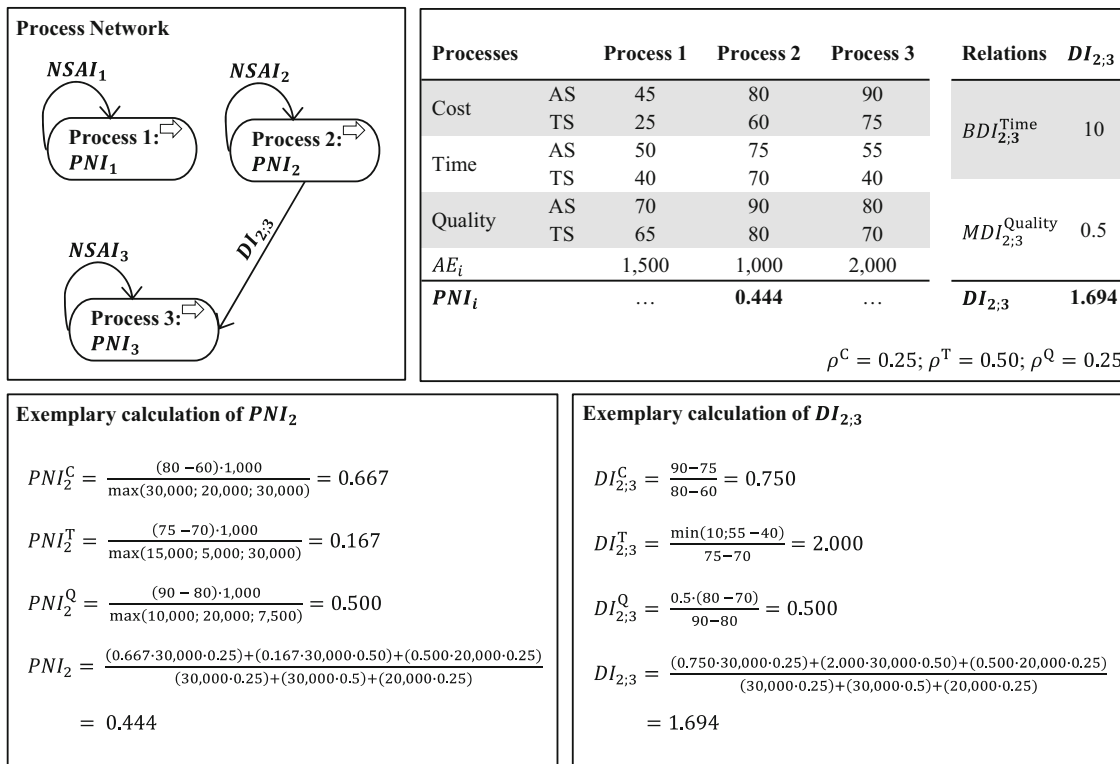 Process Network
NSAI₁
NSAI₂
Process 1:
PNI₁
Process 2:
PNI₂
DI₂;₃
NSAI₃
Process 3:
PNI₃
Processes Process 1 Process 2 Process 3 Relations DI₂;₃
Cost AS 45 80 90
TS 25 60 75
BDI₂;₃^Time 10
Time AS 50 75 55
TS 40 70 40
Quality AS 70 90 80
TS 65 80 70
MDI₂;₃^Quality 0.5
AEᵢ 1,500 1,000 2,000
PNIᵢ ... 0.444 ... DI₂;₃ 1.694
ρ^C = 0.25; ρ^T = 0.50; ρ^Q = 0.25
Exemplary calculation of PNI₂
PNI₂^C = (80 −60)·1,000 / max(30,000; 20,000; 30,000) = 0.667
PNI₂^T = (75 −70)·1,000 / max(15,000; 5,000; 30,000) = 0.167
PNI₂^Q = (90 − 80)·1,000 / max(10,000; 20,000; 7,500) = 0.500
PNI₂ = (0.667·30,000·0.25)+(0.167·30,000·0.50)+(0.500·20,000·0.25) / (30,000·0.25)+(30,000·0.5)+(20,000·0.25)
= 0.444
Exemplary calculation of DI₂;₃
DI₂;₃^C = 90−75 / 80−60 = 0.750
DI₂;₃^T = min(10;55 −40) / 75−70 = 2.000
DI₂;₃^Q = 0.5·(80 −70) / 90−80 = 0.500
DI₂;₃ = (0.750·30,000·0.25)+(2.000·30,000·0.50)+(0.500·20,000·0.25) / (30,000·0.25)+(30,000·0.5)+(20,000·0.25)
= 1.694